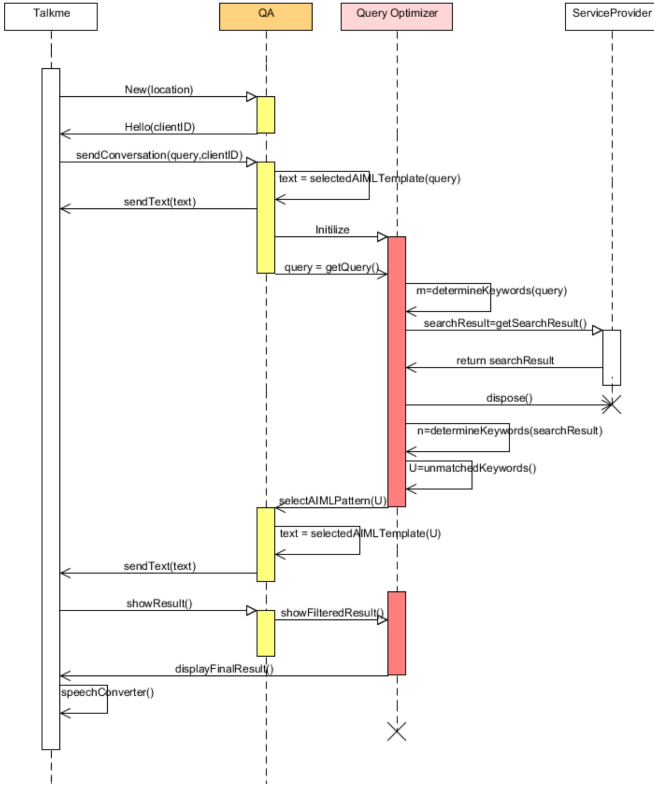 Talkme
QA
Query Optimizer
ServiceProvider
New(location)
Hello(clientID)
sendConversation(query,clientID)
text = selectedAIMLTemplate(query)
sendText(text)
Initilize
query = getQuery()
m=determineKeywords(query)
searchResult=getSearchResult()
return searchResult
dispose()
n=determineKeywords(searchResult)
U=unmatchedKeywords()
selectAIMLPattern(U)
text = selectedAIMLTemplate(U)
sendText(text)
showResult()
showFilteredResult()
displayFinalResult()
speechConverter()